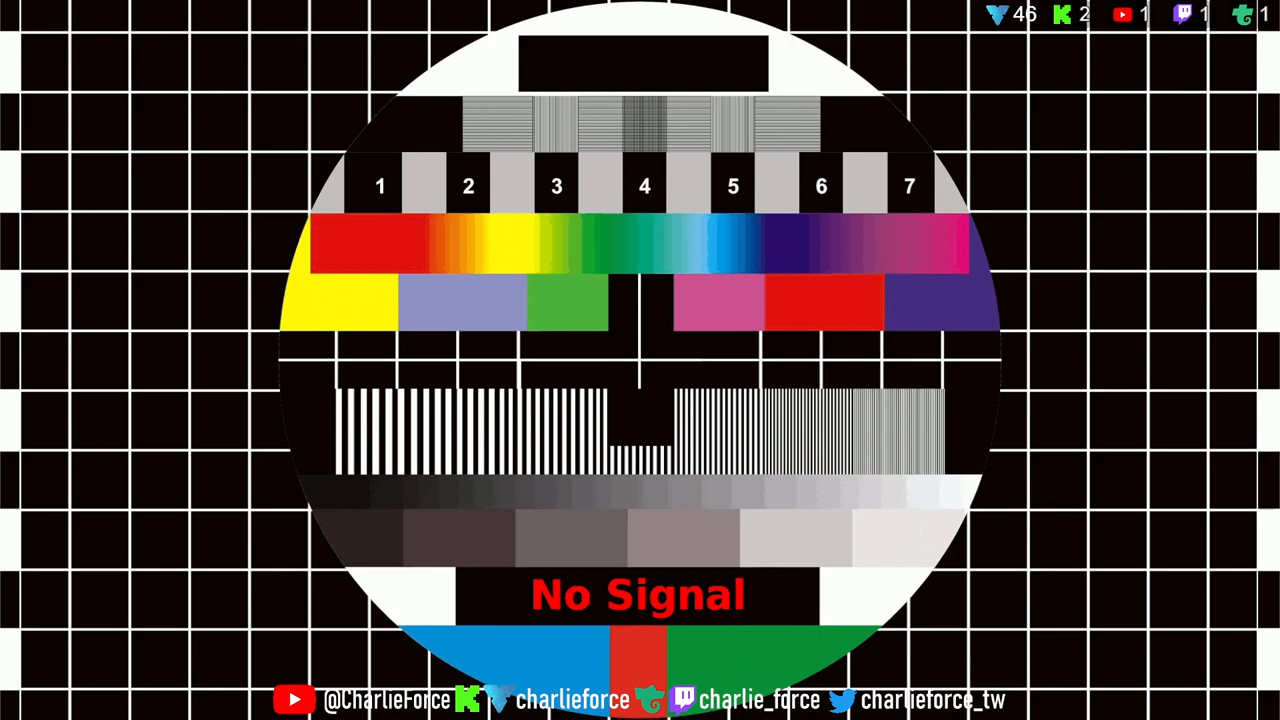 46 2 1 1 1
1 2 3 4 5 6 7
No Signal
@CharlieForce charlieforce charlie_force charlieforce_tw